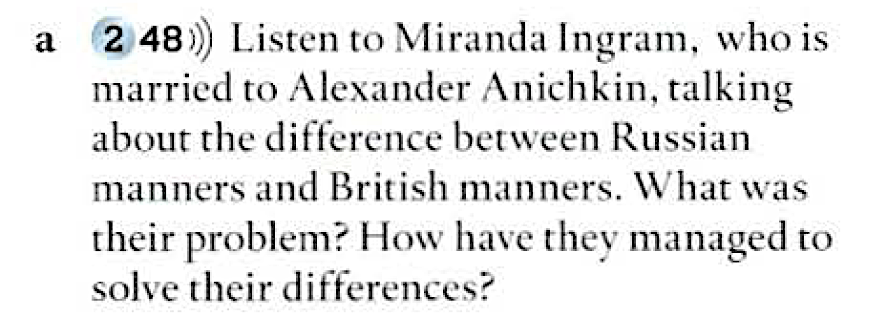 a 2 48))) Listen to Miranda Ingram, who is
married to Alexander Anichkin, talking
about the difference between Russian
manners and British manners. What was
their problem? How have they managed to
solve their differences?